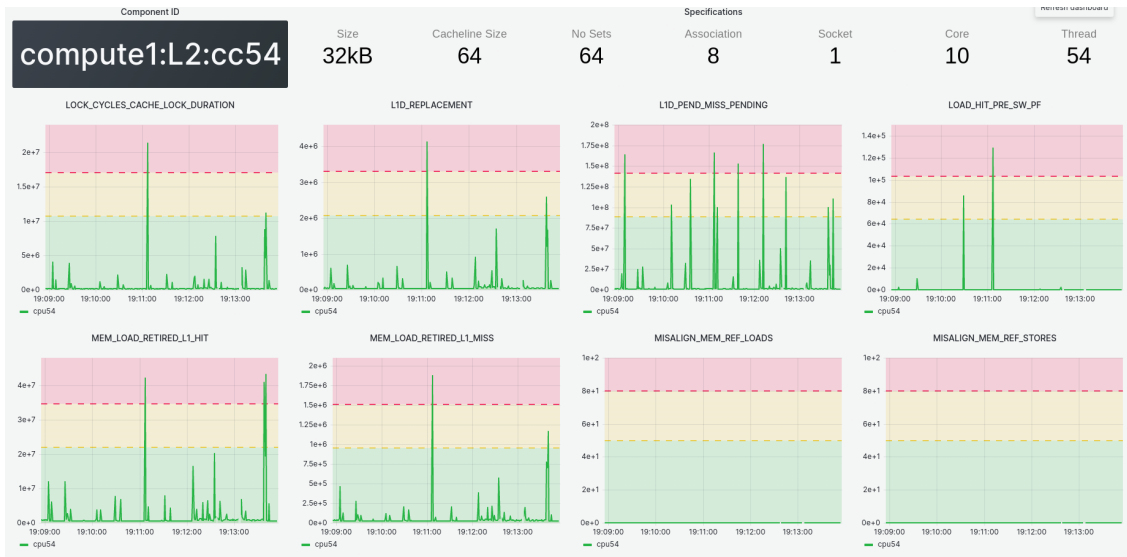 Component ID
Specifications
Refresh dashboard
compute1:L2:cc54
Size Cacheline Size No Sets Association Socket Core Thread
32kB 64 64 8 1 10 54
LOCK_CYCLES_CACHE_LOCK_DURATION
2e+7
1.5e+7
1e+7
5e+6
0e+0
19:09:00 19:10:00 19:11:00 19:12:00 19:13:00
cpu54
L1D_REPLACEMENT
4e+6
3e+6
2e+6
1e+6
0e+0
19:09:00 19:10:00 19:11:00 19:12:00 19:13:00
cpu54
L1D_PEND_MISS_PENDING
2e+8
1.75e+8
1.5e+8
1.25e+8
1e+8
7.5e+7
5e+7
2.5e+7
0e+0
19:09:00 19:10:00 19:11:00 19:12:00 19:13:00
cpu54
LOAD_HIT_PRE_SW_PF
1.4e+5
1.2e+5
1e+5
8e+4
6e+4
4e+4
2e+4
0e+0
19:09:00 19:10:00 19:11:00 19:12:00 19:13:00
cpu54
MEM_LOAD_RETIRED_L1_HIT
4e+7
3e+7
2e+7
1e+7
0e+0
19:09:00 19:10:00 19:11:00 19:12:00 19:13:00
cpu54
MEM_LOAD_RETIRED_L1_MISS
2e+6
1.75e+6
1.5e+6
1.25e+6
1e+6
7.5e+5
5e+5
2.5e+5
0e+0
19:09:00 19:10:00 19:11:00 19:12:00 19:13:00
cpu54
MISALIGN_MEM_REF_LOADS
1e+2
8e+1
6e+1
4e+1
2e+1
0e+0
19:09:00 19:10:00 19:11:00 19:12:00 19:13:00
cpu54
MISALIGN_MEM_REF_STORES
1e+2
8e+1
6e+1
4e+1
2e+1
0e+0
19:09:00 19:10:00 19:11:00 19:12:00 19:13:00
cpu54